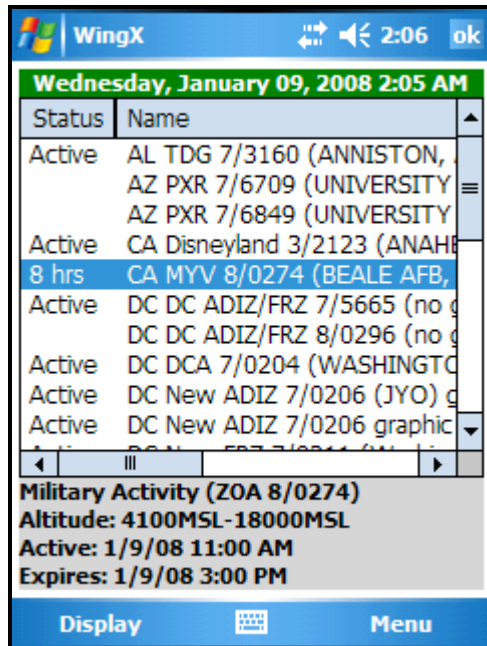 WingX 2:06 ok
Wednesday, January 09, 2008 2:05 AM
Status Name
Active AL TDG 7/3160 (ANNISTON,
AZ PXR 7/6709 (UNIVERSITY
AZ PXR 7/6849 (UNIVERSITY
Active CA Disneyland 3/2123 (ANAHE
8 hrs CA MYV 8/0274 (BEALE AFB,
Active DC DC ADIZ/FRZ 7/5665 (no g
DC DC ADIZ/FRZ 8/0296 (no g
Active DC DCA 7/0204 (WASHINGTO
Active DC New ADIZ 7/0206 (JYO) g
Active DC New ADIZ 7/0206 graphic
Military Activity (ZOA 8/0274)
Altitude: 4100MSL-18000MSL
Active: 1/9/08 11:00 AM
Expires: 1/9/08 3:00 PM
Display Menu